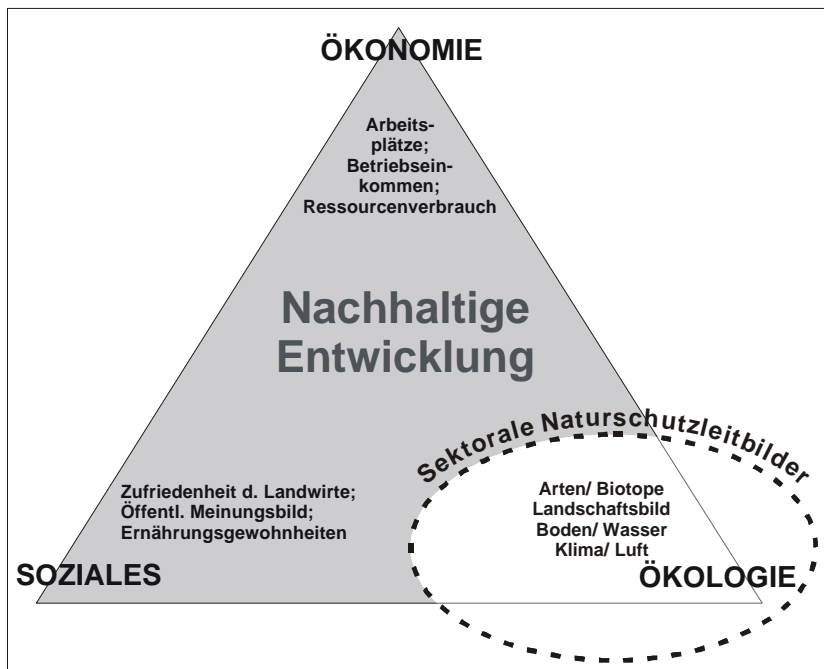 ÖKONOMIE
Arbeits-
plätze;
Betriebsein-
kommen;
Ressourcenverbrauch
Nachhaltige
Entwicklung
Sektorale Naturschutzleitbilder
Zufriedenheit d. Landwirte;
Öffentl. Meinungsbild;
Ernährungsgewohnheiten
Arten/ Biotope
Landschaftsbild
Boden/ Wasser
Klima/ Luft
SOZIALES
ÖKOLOGIE